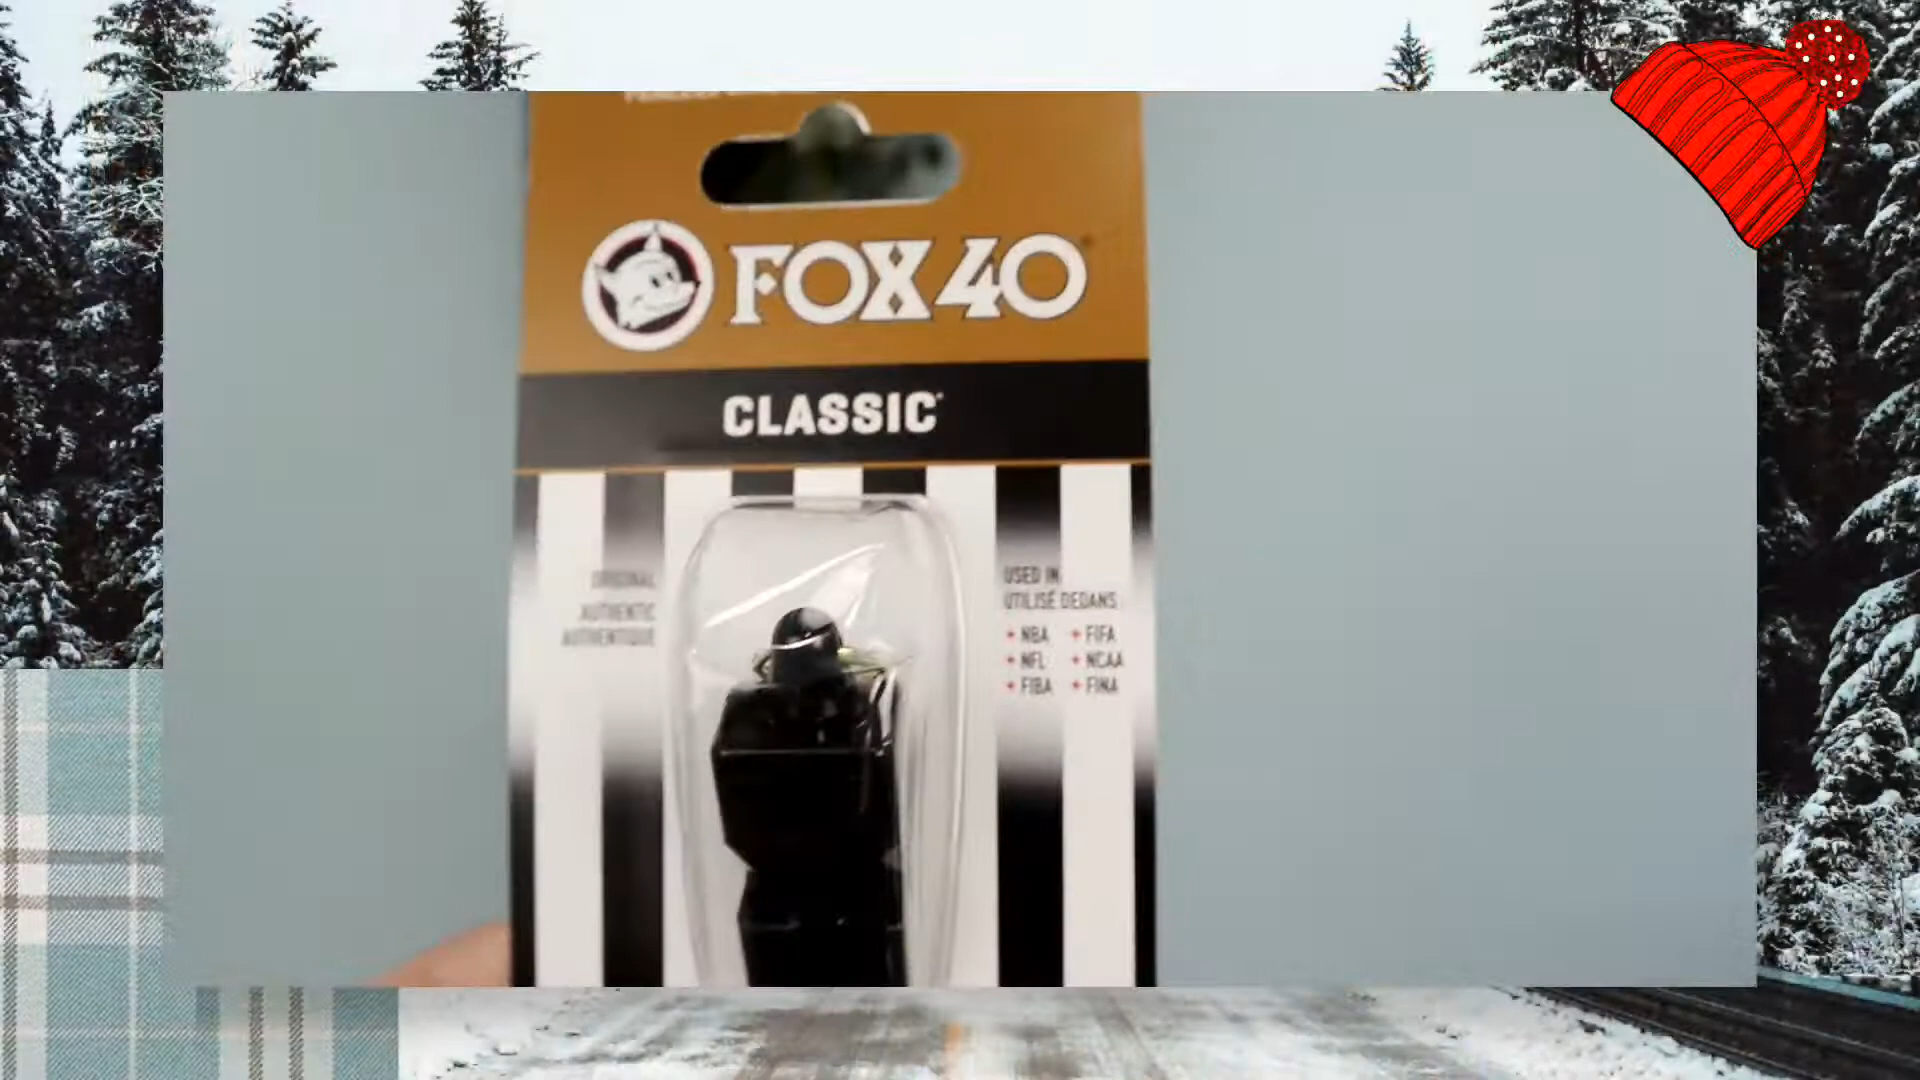 FOX 40
CLASSIC
ORIGINAL
AUTHENTIC
AUTHENTIQUE
USED IN
UTILISÉ DEDANS
• NBA • FIFA
• NFL • NCAA
• FIBA • FINA